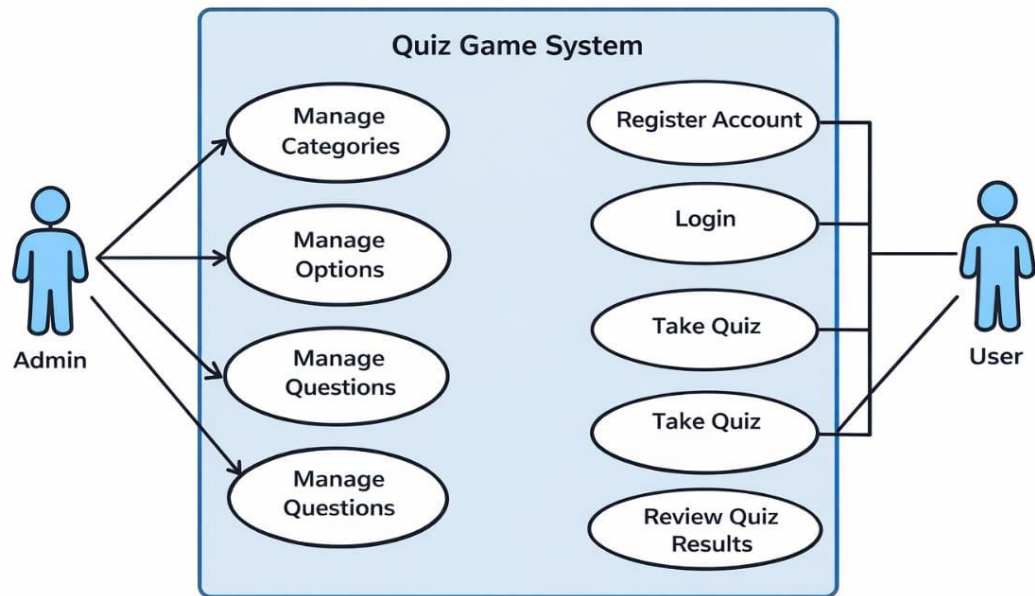 Quiz Game System
Manage
Categories
Manage
Options
Manage
Questions
Manage
Questions
Register Account
Login
Take Quiz
Take Quiz
Review Quiz
Results
Admin
User